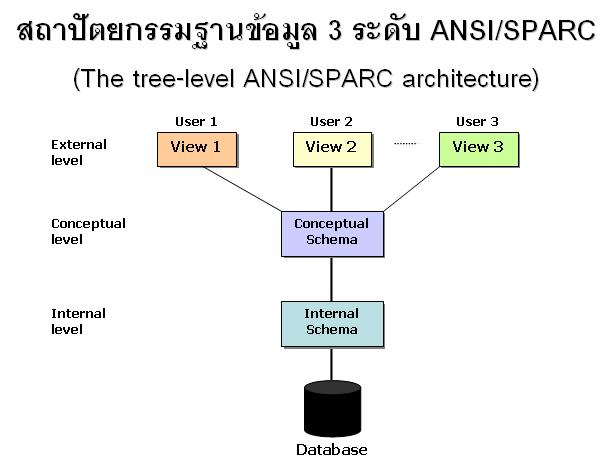 สถาปัตยกรรมฐานข้อมูล 3 ระดับ ANSI/SPARC
(The tree-level ANSI/SPARC architecture)
User 1
User 2
User 3
External
level
View 1
View 2
........
View 3
Conceptual
level
Conceptual
Schema
Internal
level
Internal
Schema
Database